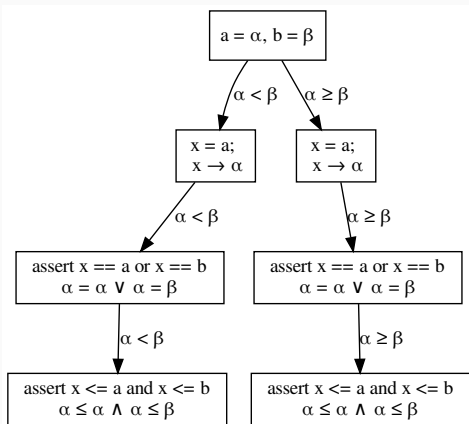 a = α, b = β
α < β
α ≥ β
x = a;
x → α
x = a;
x → α
α < β
α ≥ β
assert x == a or x == b
α = α ∨ α = β
assert x == a or x == b
α = α ∨ α = β
α < β
α ≥ β
assert x <= a and x <= b
α ≤ α ∧ α ≤ β
assert x <= a and x <= b
α ≤ α ∧ α ≤ β